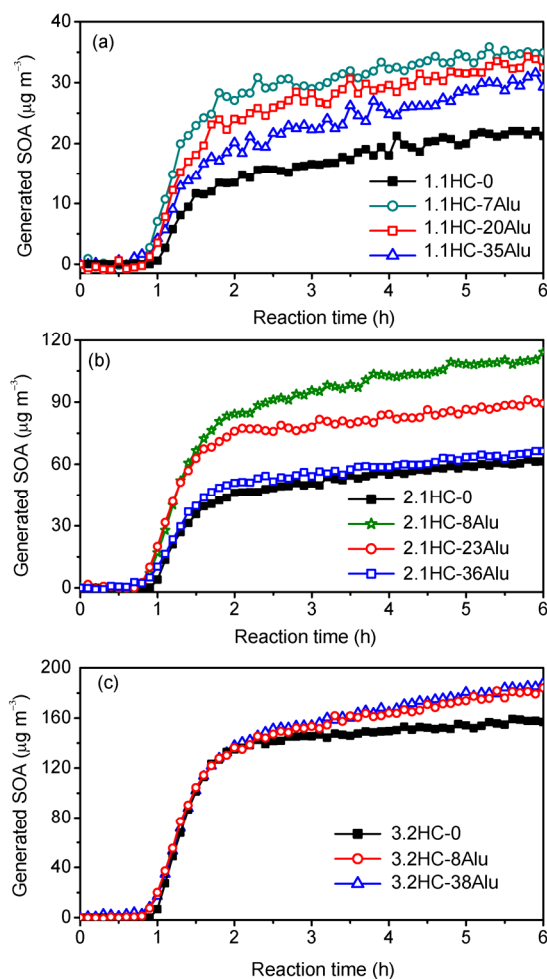 (a)
Generated SOA (μg m⁻³)
40
30
20
10
0
1.1HC-0
1.1HC-7Alu
1.1HC-20Alu
1.1HC-35Alu
0 1 2 3 4 5 6
Reaction time (h)
(b)
Generated SOA (μg m⁻³)
120
90
60
30
0
2.1HC-0
2.1HC-8Alu
2.1HC-23Alu
2.1HC-36Alu
0 1 2 3 4 5 6
Reaction time (h)
(c)
Generated SOA (μg m⁻³)
200
160
120
80
40
0
3.2HC-0
3.2HC-8Alu
3.2HC-38Alu
0 1 2 3 4 5 6
Reaction time (h)